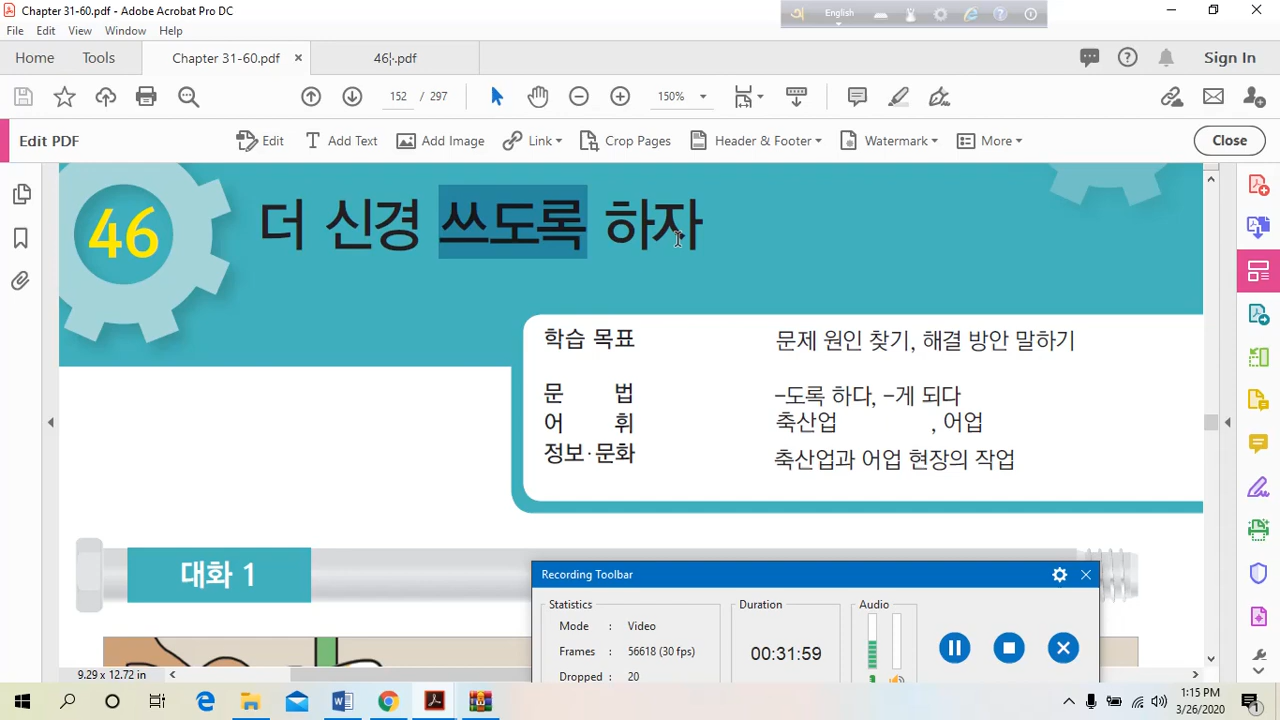 Chapter 31-60.pdf - Adobe Acrobat Pro DC
English
File Edit View Window Help
Home Tools Chapter 31-60.pdf × 46.pdf Sign In
152 / 297 150%
Edit PDF Edit Add Text Add Image Link Crop Pages Header & Footer Watermark More Close
46 더 신경 쓰도록 하자
학습 목표 문제 원인 찾기, 해결 방안 말하기
문 법 -도록 하다, -게 되다
어 휘 축산업 , 어업
정보·문화 축산업과 어업 현장의 작업
대화 1
Recording Toolbar
Statistics Duration Audio
Mode : Video
Frames : 56618 (30 fps) 00:31:59
Dropped : 20
9.29 x 12.72 in
1:15 PM
3/26/2020